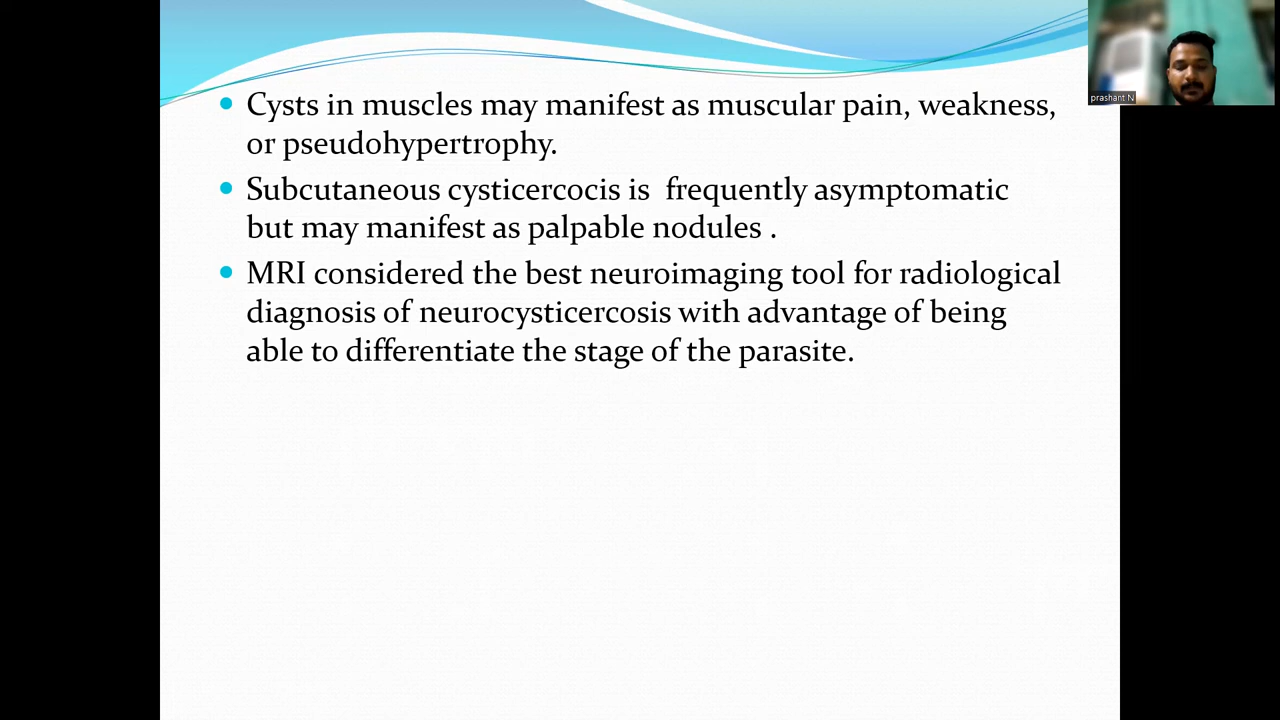 • Cysts in muscles may manifest as muscular pain, weakness,
or pseudohypertrophy.
• Subcutaneous cysticercocis is  frequently asymptomatic
but may manifest as palpable nodules .
• MRI considered the best neuroimaging tool for radiological
diagnosis of neurocysticercosis with advantage of being
able to differentiate the stage of the parasite.
prashant N